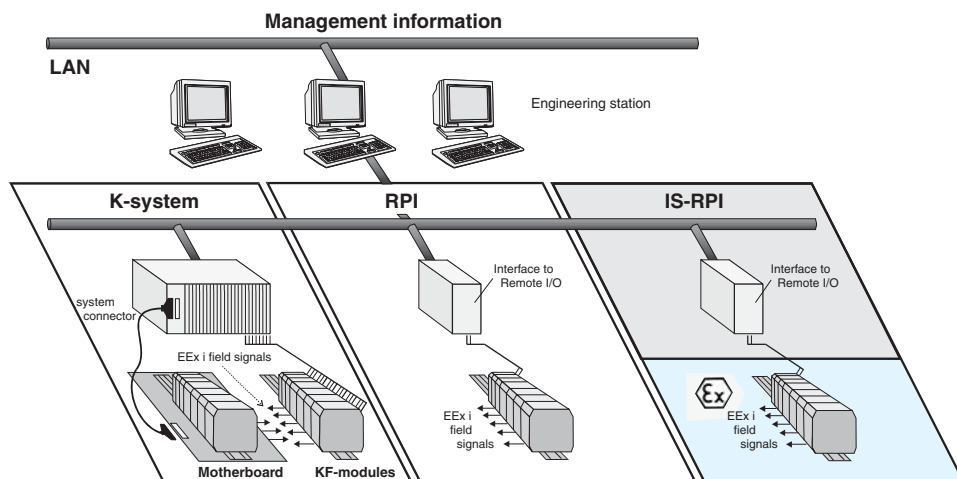 Management information
LAN
Engineering station
K-system
RPI
IS-RPI
Interface to
Remote I/O
Interface to
Remote I/O
system
connector
EEx i field signals
εx
EEx i
field
signals
EEx i
field
signals
Motherboard
KF-modules